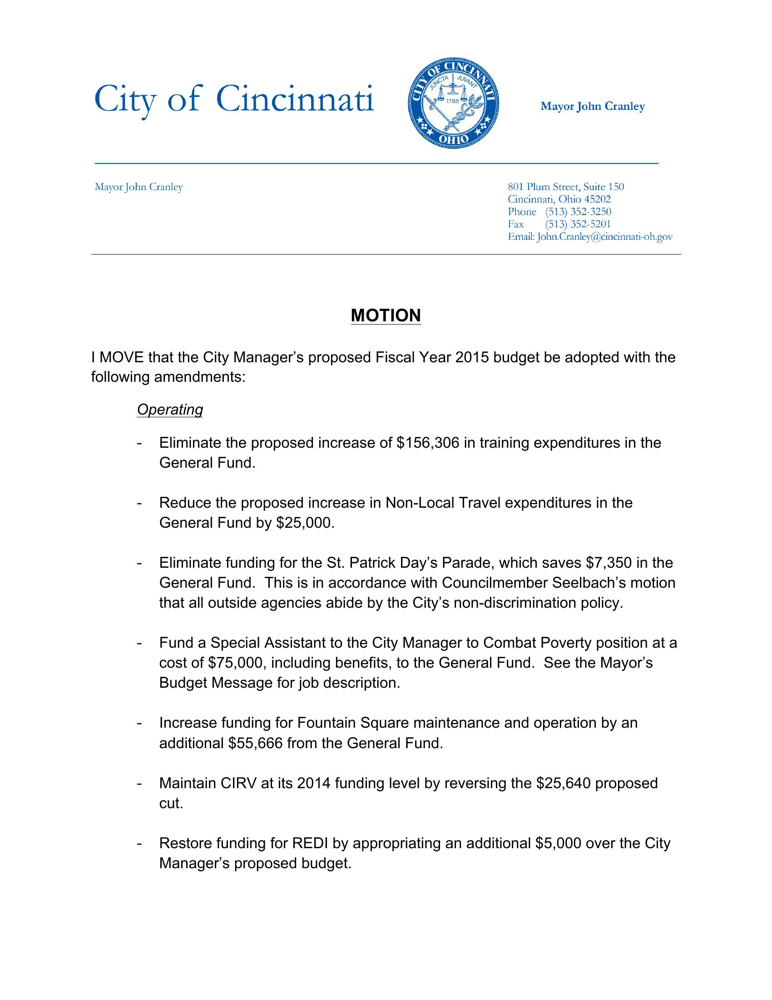 City of Cincinnati
CITY OF CINCINNATI
JUNCTA JUVANT
1788
OHIO
Mayor John Cranley
Mayor John Cranley
801 Plum Street, Suite 150
Cincinnati, Ohio 45202
Phone (513) 352-3250
Fax (513) 352-5201
Email: John.Cranley@cincinnati-oh.gov
MOTION
I MOVE that the City Manager's proposed Fiscal Year 2015 budget be adopted with the
following amendments:
Operating
- Eliminate the proposed increase of $156,306 in training expenditures in the
General Fund.
- Reduce the proposed increase in Non-Local Travel expenditures in the
General Fund by $25,000.
- Eliminate funding for the St. Patrick Day's Parade, which saves $7,350 in the
General Fund. This is in accordance with Councilmember Seelbach's motion
that all outside agencies abide by the City's non-discrimination policy.
- Fund a Special Assistant to the City Manager to Combat Poverty position at a
cost of $75,000, including benefits, to the General Fund. See the Mayor's
Budget Message for job description.
- Increase funding for Fountain Square maintenance and operation by an
additional $55,666 from the General Fund.
- Maintain CIRV at its 2014 funding level by reversing the $25,640 proposed
cut.
- Restore funding for REDI by appropriating an additional $5,000 over the City
Manager's proposed budget.